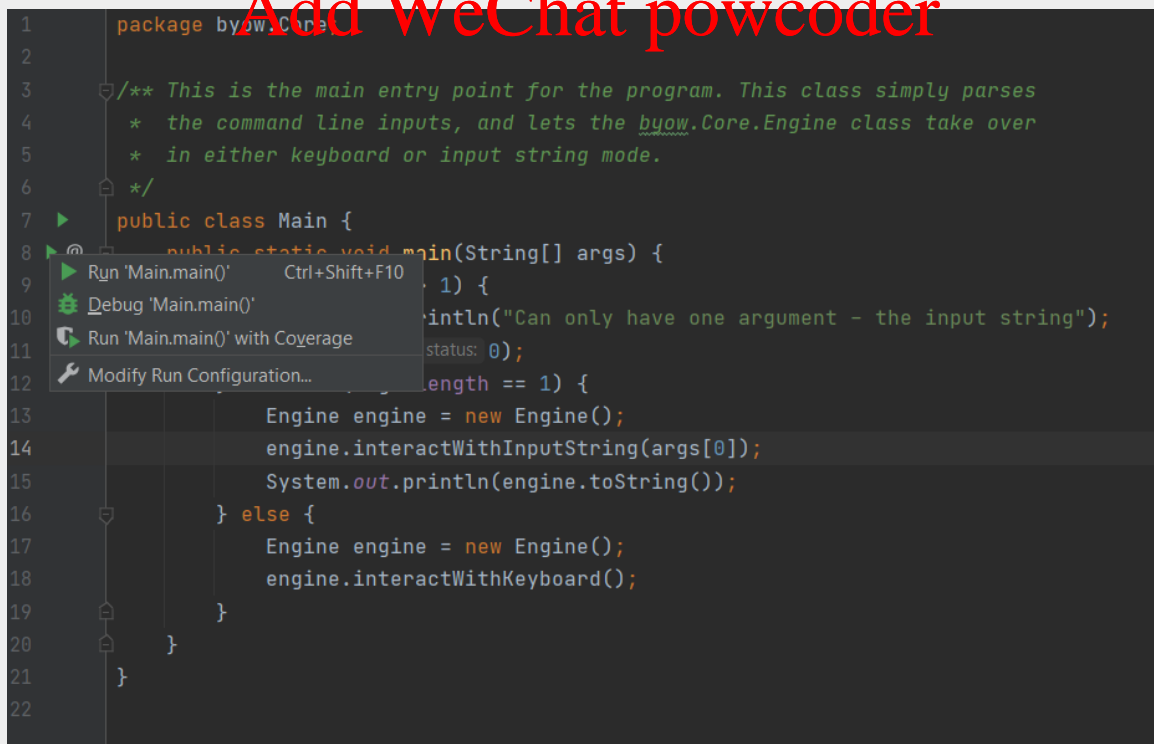 Add WeChat powcoder
1 package byow.Core;
2
3 /** This is the main entry point for the program. This class simply parses
4 * the command line inputs, and lets the byow.Core.Engine class take over
5 * in either keyboard or input string mode.
6 */
7 public class Main {
8 public static void main(String[] args) {
Run 'Main.main()' Ctrl+Shift+F10
9 1) {
Debug 'Main.main()'
10 intln("Can only have one argument - the input string");
Run 'Main.main()' with Coverage
11 status: 0);
Modify Run Configuration...
12 length == 1) {
13 Engine engine = new Engine();
14 engine.interactWithInputString(args[0]);
15 System.out.println(engine.toString());
16 } else {
17 Engine engine = new Engine();
18 engine.interactWithKeyboard();
19 }
20 }
21 }
22